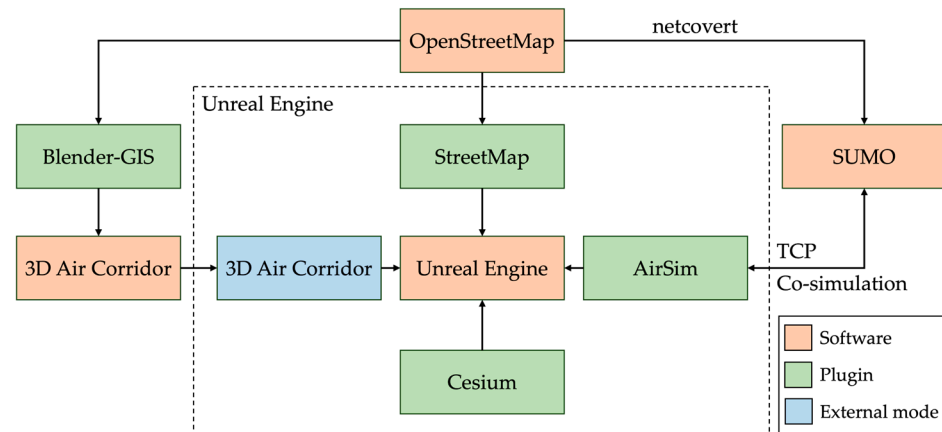 OpenStreetMap
netcovert
Unreal Engine
Blender-GIS
StreetMap
SUMO
3D Air Corridor
3D Air Corridor
Unreal Engine
AirSim
TCP
Co-simulation
Cesium
Software
Plugin
External mode